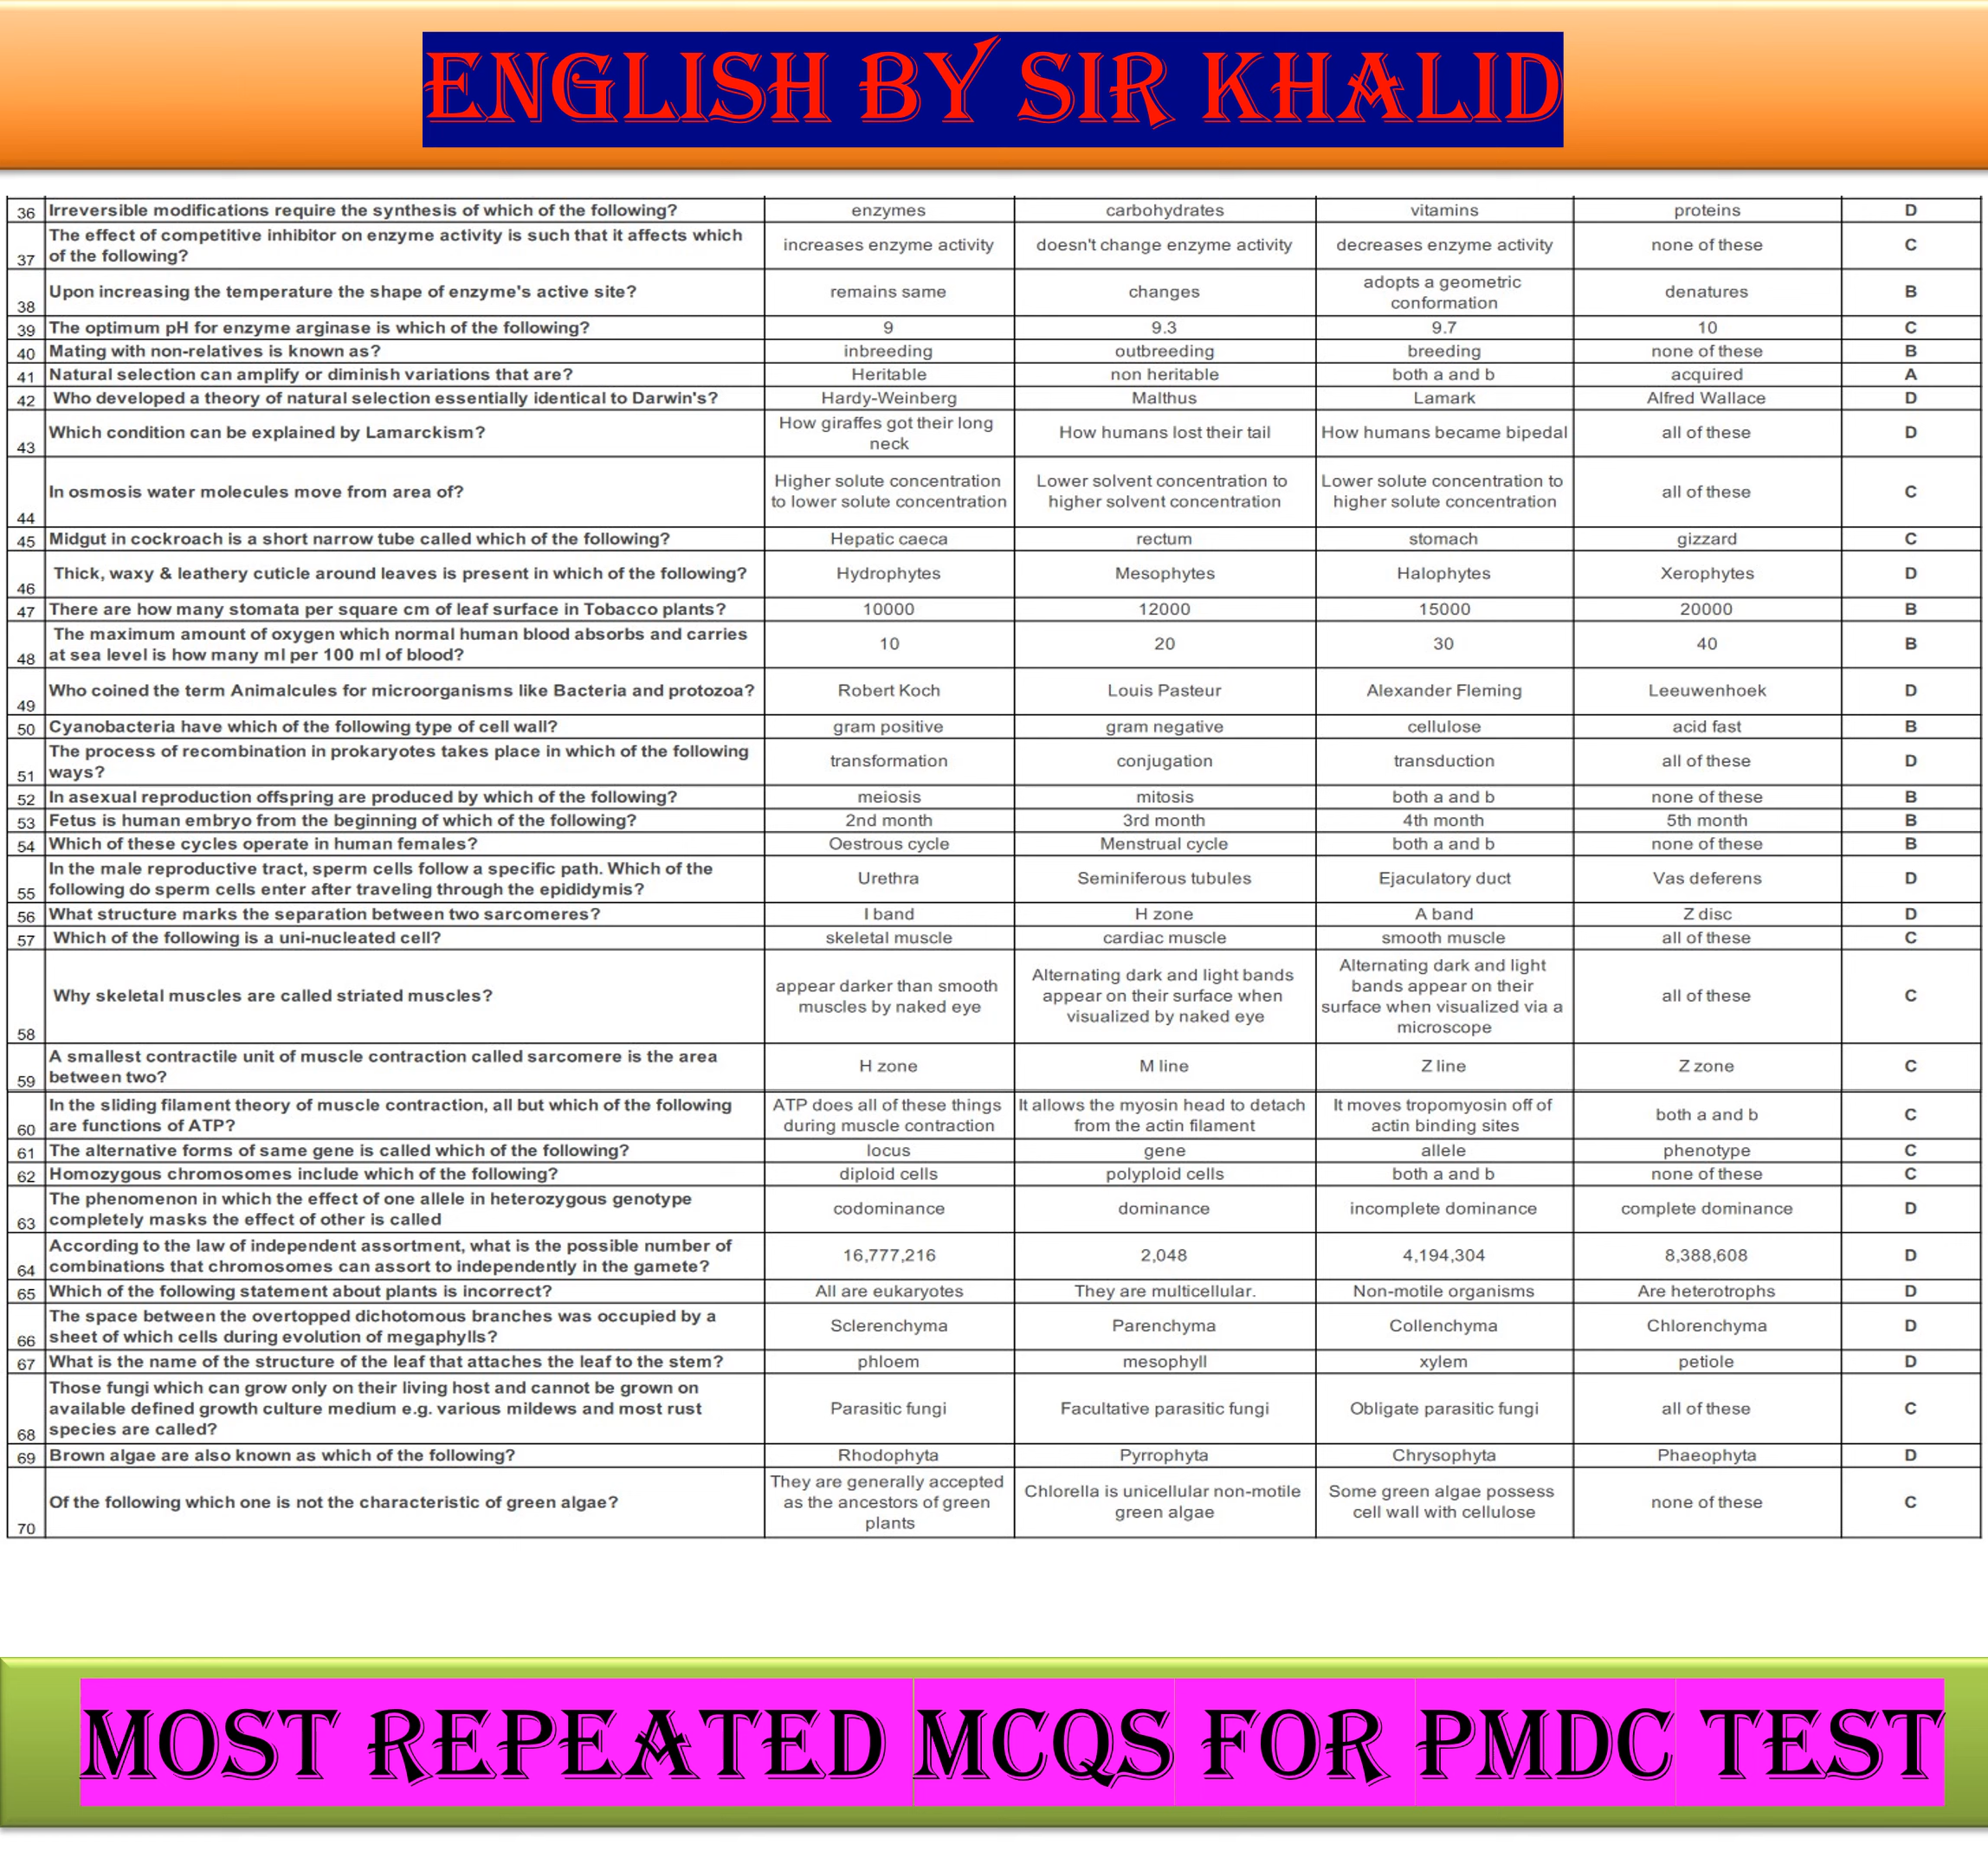 ENGLISH BY SIR KHALID
36 Irreversible modifications require the synthesis of which of the following? enzymes carbohydrates vitamins proteins D
37 The effect of competitive inhibitor on enzyme activity is such that it affects which of the following? increases enzyme activity doesn't change enzyme activity decreases enzyme activity none of these C
38 Upon increasing the temperature the shape of enzyme's active site? remains same changes adopts a geometric conformation denatures B
39 The optimum pH for enzyme arginase is which of the following? 9 9.3 9.7 10 C
40 Mating with non-relatives is known as? inbreeding outbreeding breeding none of these B
41 Natural selection can amplify or diminish variations that are? Heritable non heritable both a and b acquired A
42 Who developed a theory of natural selection essentially identical to Darwin's? Hardy-Weinberg Malthus Lamark Alfred Wallace D
43 Which condition can be explained by Lamarckism? How giraffes got their long neck How humans lost their tail How humans became bipedal all of these D
44 In osmosis water molecules move from area of? Higher solute concentration to lower solute concentration Lower solvent concentration to higher solvent concentration Lower solute concentration to higher solute concentration all of these C
45 Midgut in cockroach is a short narrow tube called which of the following? Hepatic caeca rectum stomach gizzard C
46 Thick, waxy & leathery cuticle around leaves is present in which of the following? Hydrophytes Mesophytes Halophytes Xerophytes D
47 There are how many stomata per square cm of leaf surface in Tobacco plants? 10000 12000 15000 20000 B
48 The maximum amount of oxygen which normal human blood absorbs and carries at sea level is how many ml per 100 ml of blood? 10 20 30 40 B
49 Who coined the term Animalcules for microorganisms like Bacteria and protozoa? Robert Koch Louis Pasteur Alexander Fleming Leeuwenhoek D
50 Cyanobacteria have which of the following type of cell wall? gram positive gram negative cellulose acid fast B
51 The process of recombination in prokaryotes takes place in which of the following ways? transformation conjugation transduction all of these D
52 In asexual reproduction offspring are produced by which of the following? meiosis mitosis both a and b none of these B
53 Fetus is human embryo from the beginning of which of the following? 2nd month 3rd month 4th month 5th month B
54 Which of these cycles operate in human females? Oestrous cycle Menstrual cycle both a and b none of these B
55 In the male reproductive tract, sperm cells follow a specific path. Which of the following do sperm cells enter after traveling through the epididymis? Urethra Seminiferous tubules Ejaculatory duct Vas deferens D
56 What structure marks the separation between two sarcomeres? I band H zone A band Z disc D
57 Which of the following is a uni-nucleated cell? skeletal muscle cardiac muscle smooth muscle all of these C
58 Why skeletal muscles are called striated muscles? appear darker than smooth muscles by naked eye Alternating dark and light bands appear on their surface when visualized by naked eye Alternating dark and light bands appear on their surface when visualized via a microscope all of these C
59 A smallest contractile unit of muscle contraction called sarcomere is the area between two? H zone M line Z line Z zone C
60 In the sliding filament theory of muscle contraction, all but which of the following are functions of ATP? ATP does all of these things during muscle contraction It allows the myosin head to detach from the actin filament It moves tropomyosin off of actin binding sites both a and b C
61 The alternative forms of same gene is called which of the following? locus gene allele phenotype C
62 Homozygous chromosomes include which of the following? diploid cells polyploid cells both a and b none of these C
63 The phenomenon in which the effect of one allele in heterozygous genotype completely masks the effect of other is called codominance dominance incomplete dominance complete dominance D
64 According to the law of independent assortment, what is the possible number of combinations that chromosomes can assort to independently in the gamete? 16,777,216 2,048 4,194,304 8,388,608 D
65 Which of the following statement about plants is incorrect? All are eukaryotes They are multicellular. Non-motile organisms Are heterotrophs D
66 The space between the overtopped dichotomous branches was occupied by a sheet of which cells during evolution of megaphylls? Sclerenchyma Parenchyma Collenchyma Chlorenchyma D
67 What is the name of the structure of the leaf that attaches the leaf to the stem? phloem mesophyll xylem petiole D
68 Those fungi which can grow only on their living host and cannot be grown on available defined growth culture medium e.g. various mildews and most rust species are called? Parasitic fungi Facultative parasitic fungi Obligate parasitic fungi all of these C
69 Brown algae are also known as which of the following? Rhodophyta Pyrrophyta Chrysophyta Phaeophyta D
70 Of the following which one is not the characteristic of green algae? They are generally accepted as the ancestors of green plants Chlorella is unicellular non-motile green algae Some green algae possess cell wall with cellulose none of these C
MOST REPEATED MCQS FOR PMDC TEST